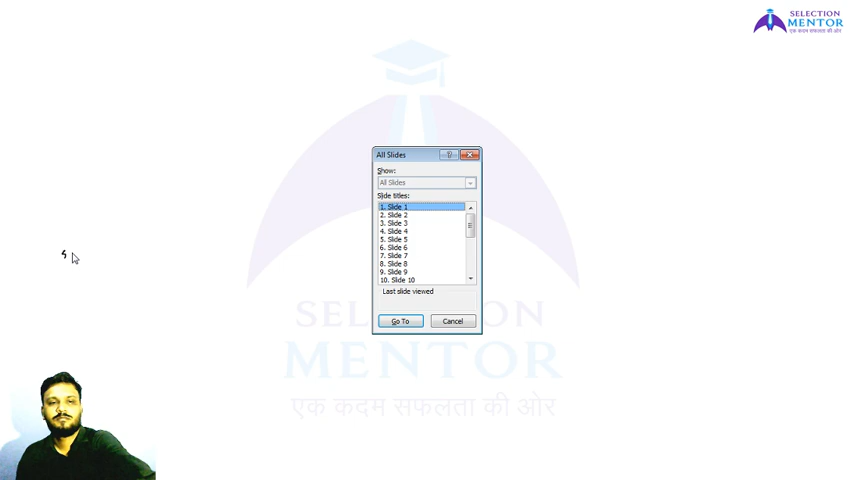 SELECTION
MENTOR
एक कदम सफलता की ओर
All Slides
Show:
All Slides
Slide titles:
1. Slide 1
2. Slide 2
3. Slide 3
4. Slide 4
5. Slide 5
6. Slide 6
7. Slide 7
8. Slide 8
9. Slide 9
10. Slide 10
Last slide viewed
Go To
Cancel
SELECTION
MENTOR
एक कदम सफलता की ओर